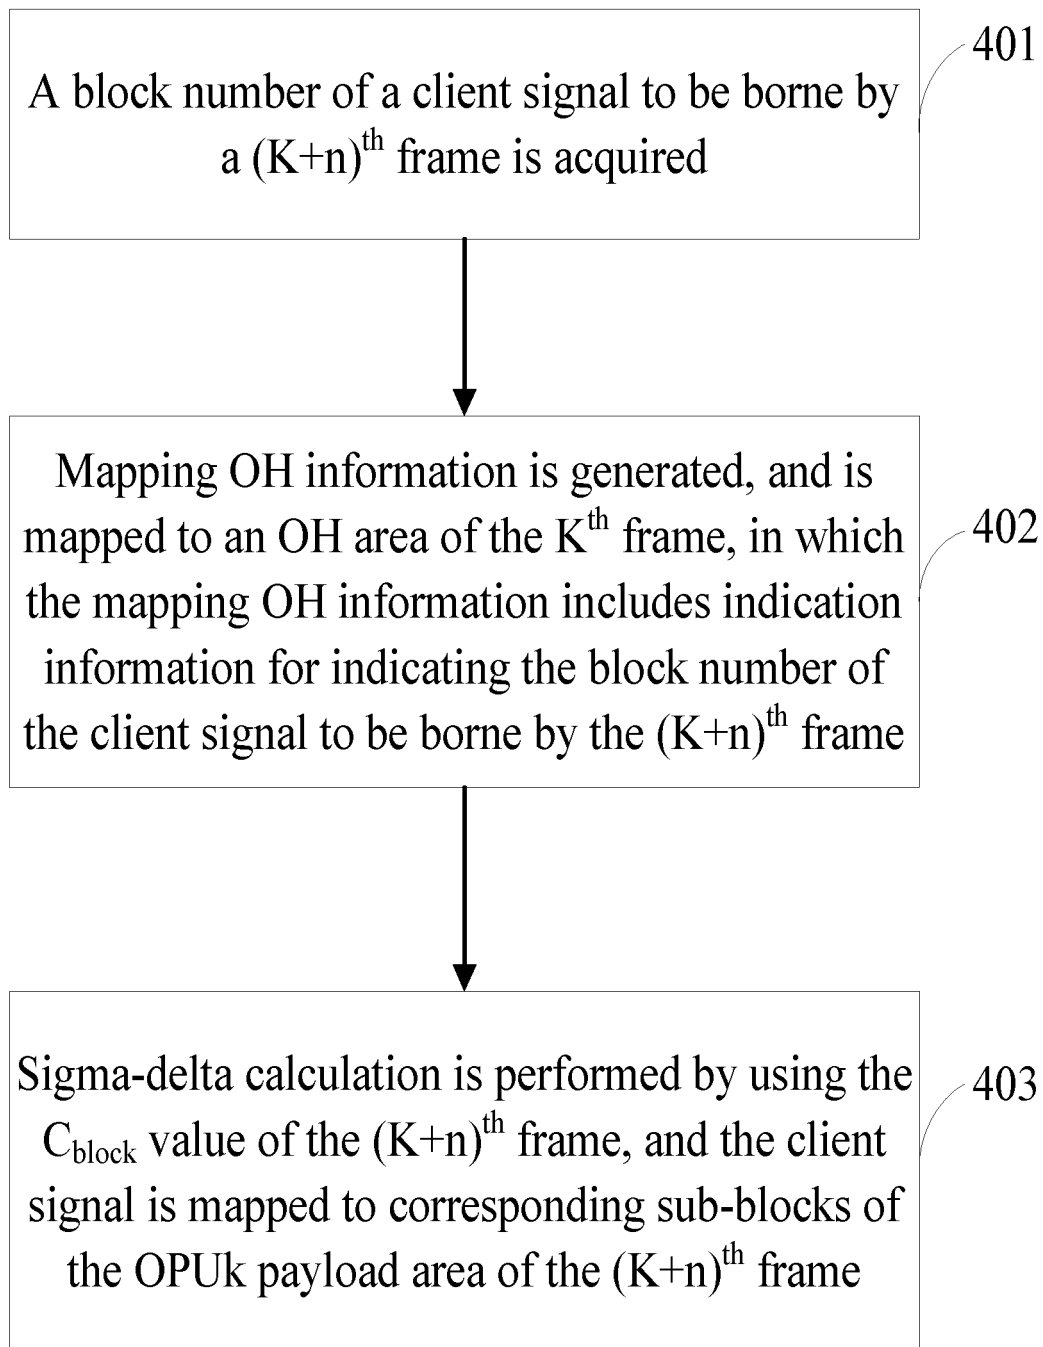 A block number of a client signal to be borne by
a (K+n)th frame is acquired
401
Mapping OH information is generated, and is
mapped to an OH area of the Kth frame, in which
the mapping OH information includes indication
information for indicating the block number of
the client signal to be borne by the (K+n)th frame
402
Sigma-delta calculation is performed by using the
Cblock value of the (K+n)th frame, and the client
signal is mapped to corresponding sub-blocks of
the OPUk payload area of the (K+n)th frame
403